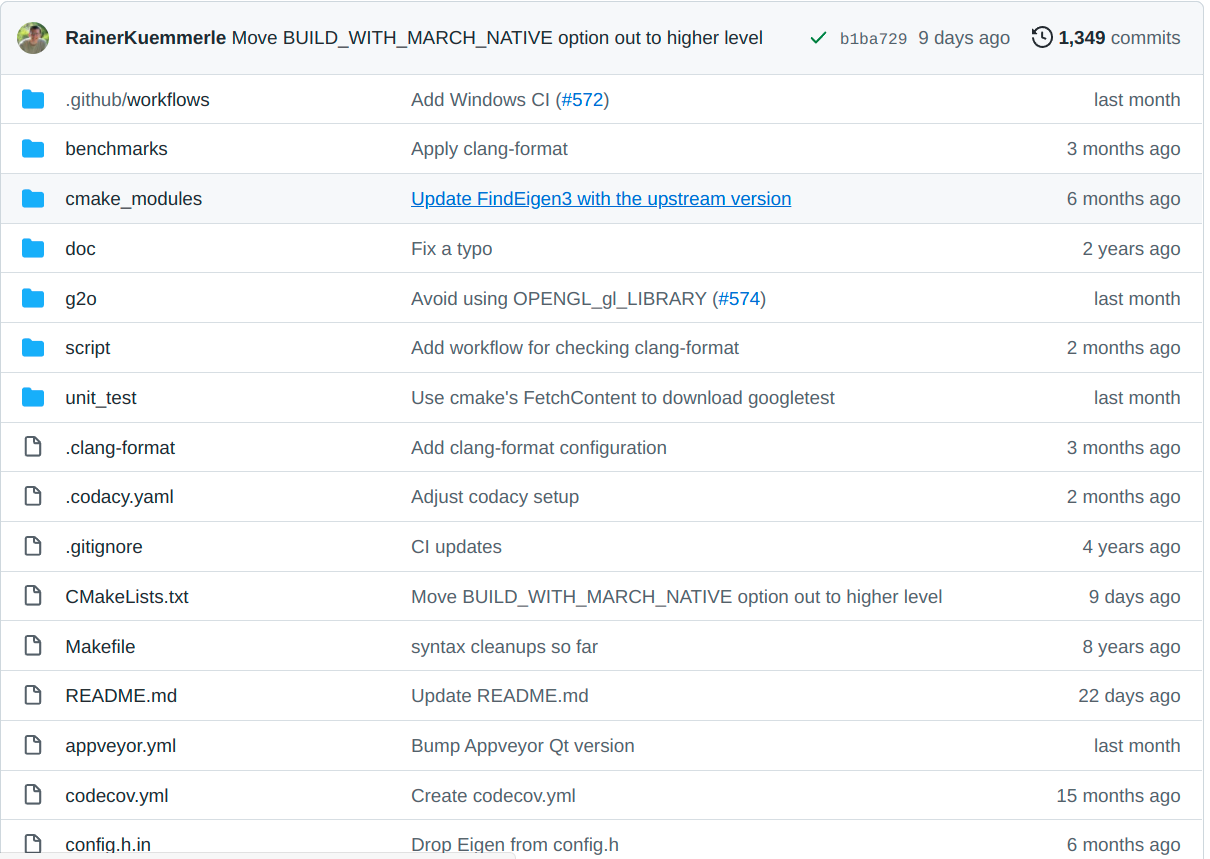 RainerKuemmerle Move BUILD_WITH_MARCH_NATIVE option out to higher level b1ba729 9 days ago 1,349 commits
.github/workflows Add Windows CI (#572) last month
benchmarks Apply clang-format 3 months ago
cmake_modules Update FindEigen3 with the upstream version 6 months ago
doc Fix a typo 2 years ago
g2o Avoid using OPENGL_gl_LIBRARY (#574) last month
script Add workflow for checking clang-format 2 months ago
unit_test Use cmake's FetchContent to download googletest last month
.clang-format Add clang-format configuration 3 months ago
.codacy.yaml Adjust codacy setup 2 months ago
.gitignore CI updates 4 years ago
CMakeLists.txt Move BUILD_WITH_MARCH_NATIVE option out to higher level 9 days ago
Makefile syntax cleanups so far 8 years ago
README.md Update README.md 22 days ago
appveyor.yml Bump Appveyor Qt version last month
codecov.yml Create codecov.yml 15 months ago
config.h.in Drop Eigen from config.h 6 months ago